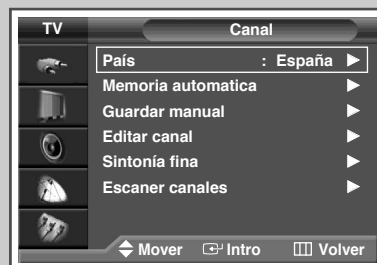 TV Canal
País : España
Memoria automatica
Guardar manual
Editar canal
Sintonía fina
Escaner canales
Mover Intro Volver